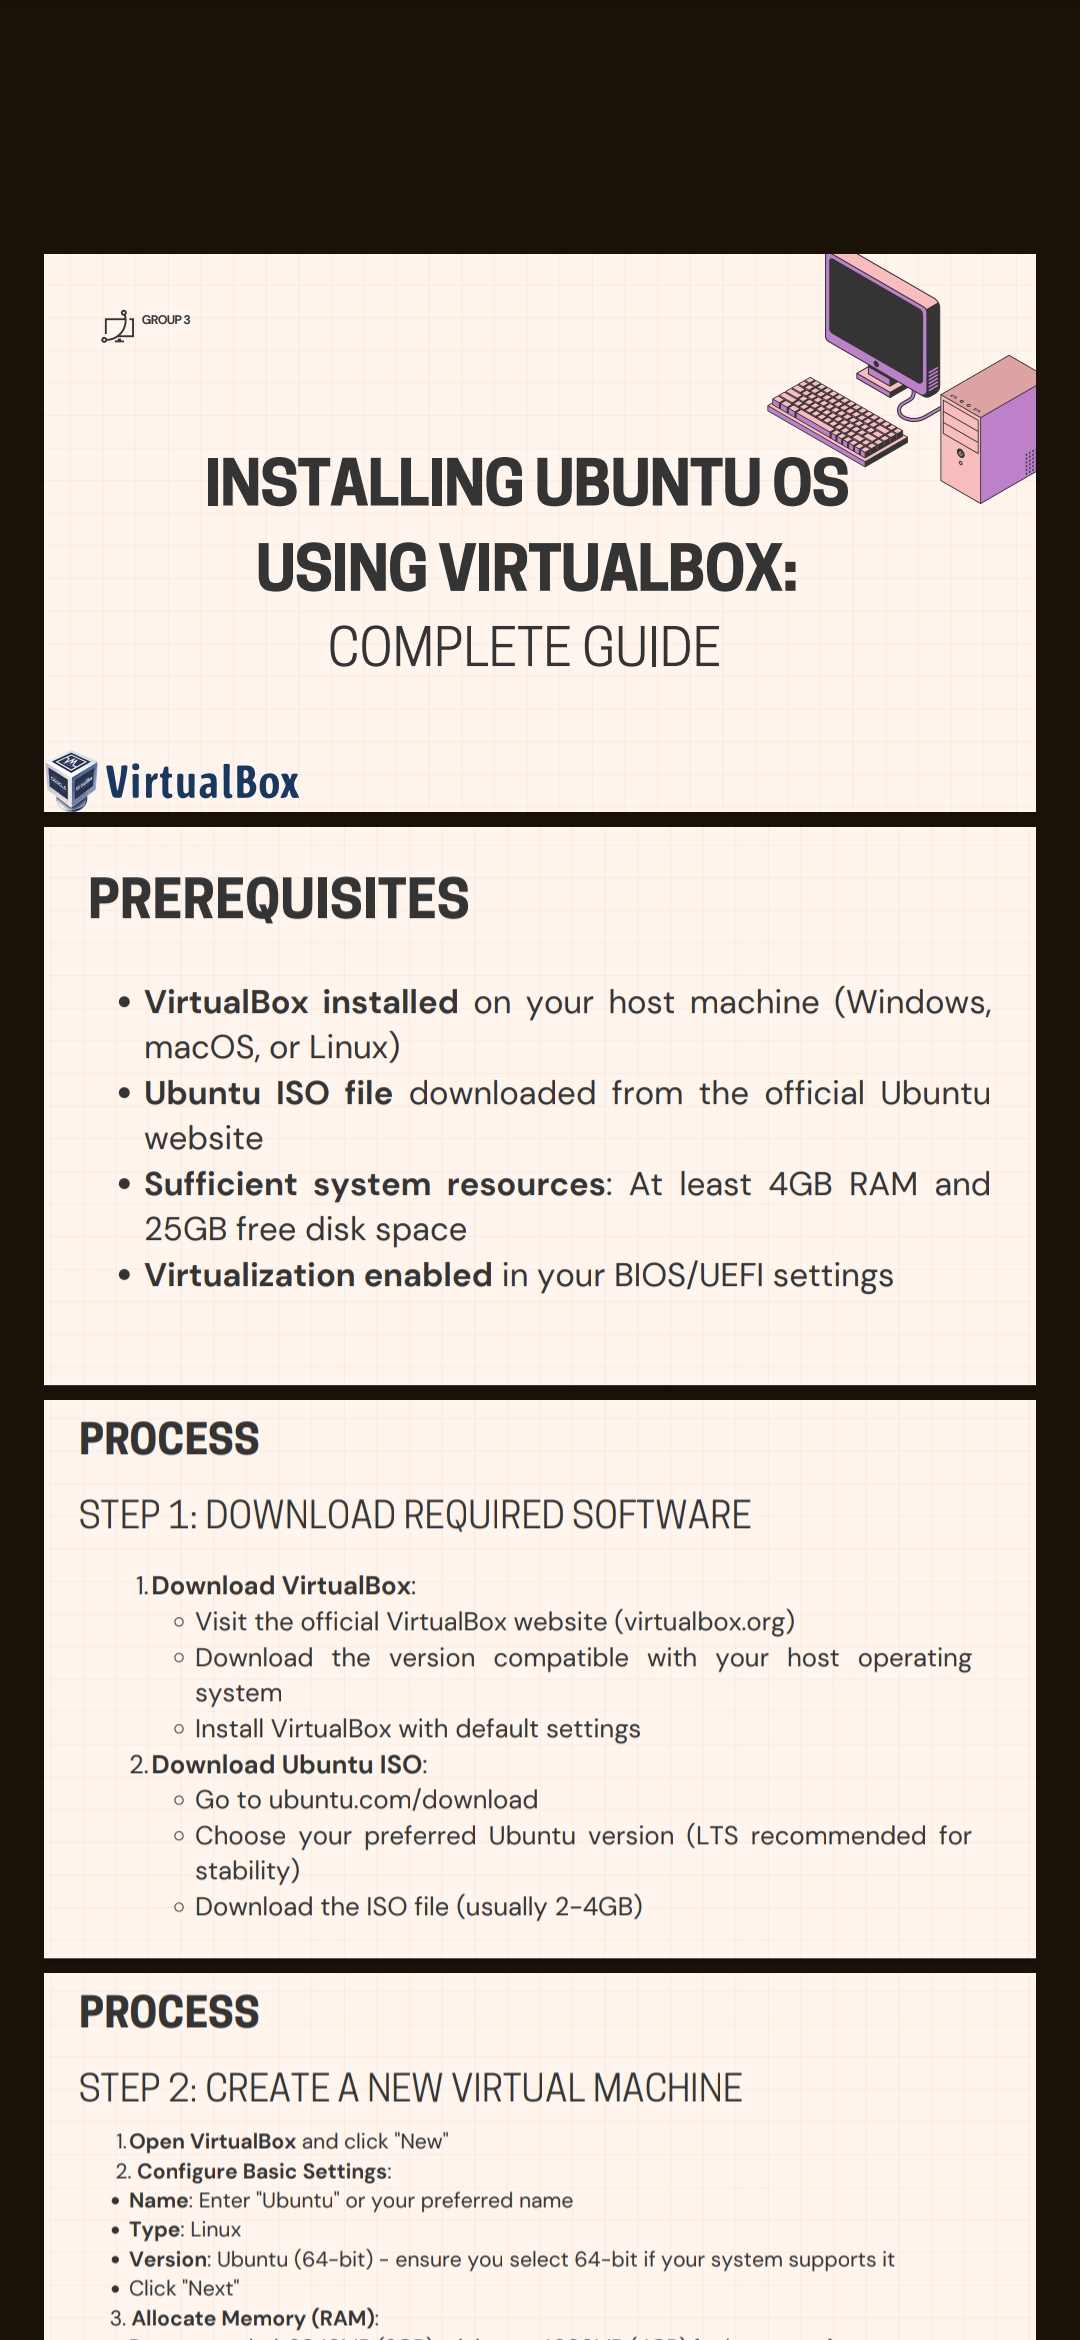 GROUP 3
INSTALLING UBUNTU OS
USING VIRTUALBOX:
COMPLETE GUIDE
VirtualBox
PREREQUISITES
• VirtualBox installed on your host machine (Windows,
macOS, or Linux)
• Ubuntu ISO file downloaded from the official Ubuntu
website
• Sufficient system resources: At least 4GB RAM and
25GB free disk space
• Virtualization enabled in your BIOS/UEFI settings
PROCESS
STEP 1: DOWNLOAD REQUIRED SOFTWARE
1. Download VirtualBox:
○ Visit the official VirtualBox website (virtualbox.org)
○ Download the version compatible with your host operating
system
○ Install VirtualBox with default settings
2. Download Ubuntu ISO:
○ Go to ubuntu.com/download
○ Choose your preferred Ubuntu version (LTS recommended for
stability)
○ Download the ISO file (usually 2-4GB)
PROCESS
STEP 2: CREATE A NEW VIRTUAL MACHINE
1. Open VirtualBox and click "New"
2. Configure Basic Settings:
• Name: Enter "Ubuntu" or your preferred name
• Type: Linux
• Version: Ubuntu (64-bit) - ensure you select 64-bit if your system supports it
• Click "Next"
3. Allocate Memory (RAM):